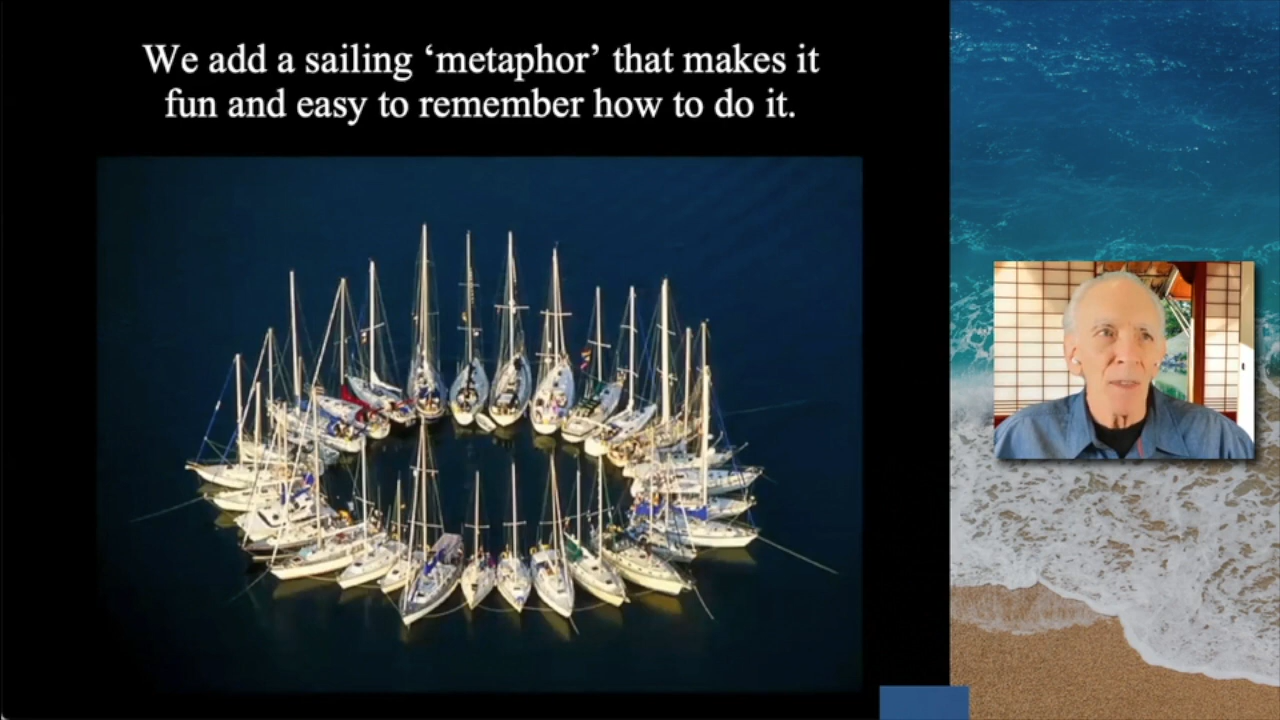 We add a sailing ‘metaphor’ that makes it
fun and easy to remember how to do it.